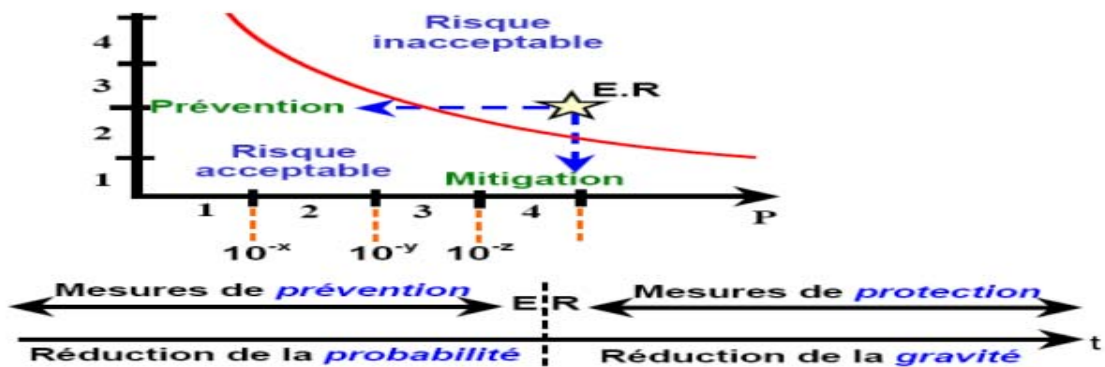 4
3
2
1
Risque
inacceptable
E.R
Prévention
Risque
acceptable
Mitigation
1 2 3 4 P
10⁻ˣ 10⁻ʸ 10⁻ᶻ
Mesures de prévention E R Mesures de protection
Réduction de la probabilité Réduction de la gravité t